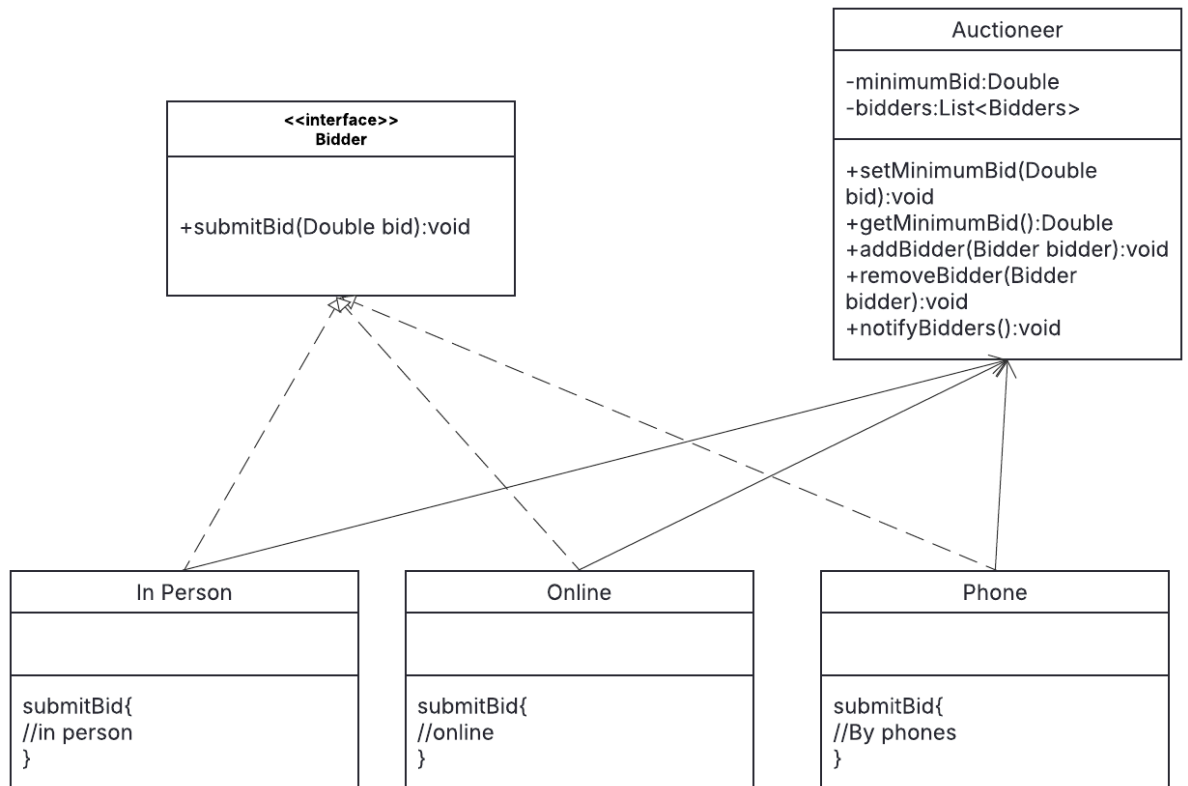 <<interface>>
Bidder
+submitBid(Double bid):void
Auctioneer
-minimumBid:Double
-bidders:List<Bidders>
+setMinimumBid(Double
bid):void
+getMinimumBid():Double
+addBidder(Bidder bidder):void
+removeBidder(Bidder
bidder):void
+notifyBidders():void
In Person
submitBid{
//in person
}
Online
submitBid{
//online
}
Phone
submitBid{
//By phones
}